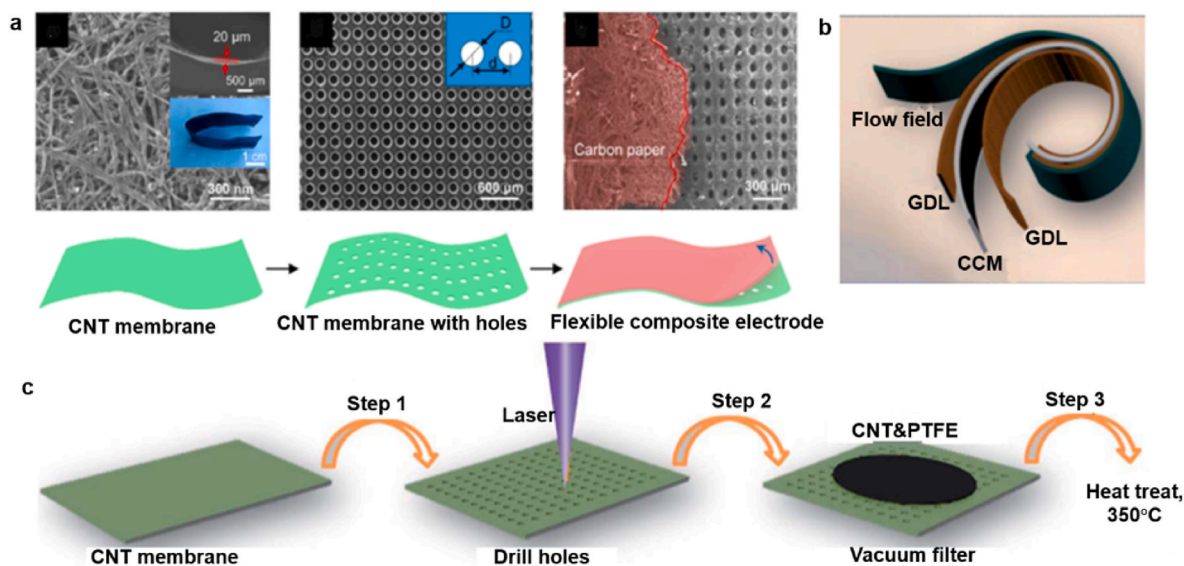 a
20 µm
500 µm
1 cm
300 nm
D
d
600 µm
Carbon paper
300 µm
CNT membrane
CNT membrane with holes
Flexible composite electrode
b
Flow field
GDL
CCM
GDL
c
Step 1
Laser
Step 2
CNT&PTFE
Step 3
Heat treat,
350°C
CNT membrane
Drill holes
Vacuum filter